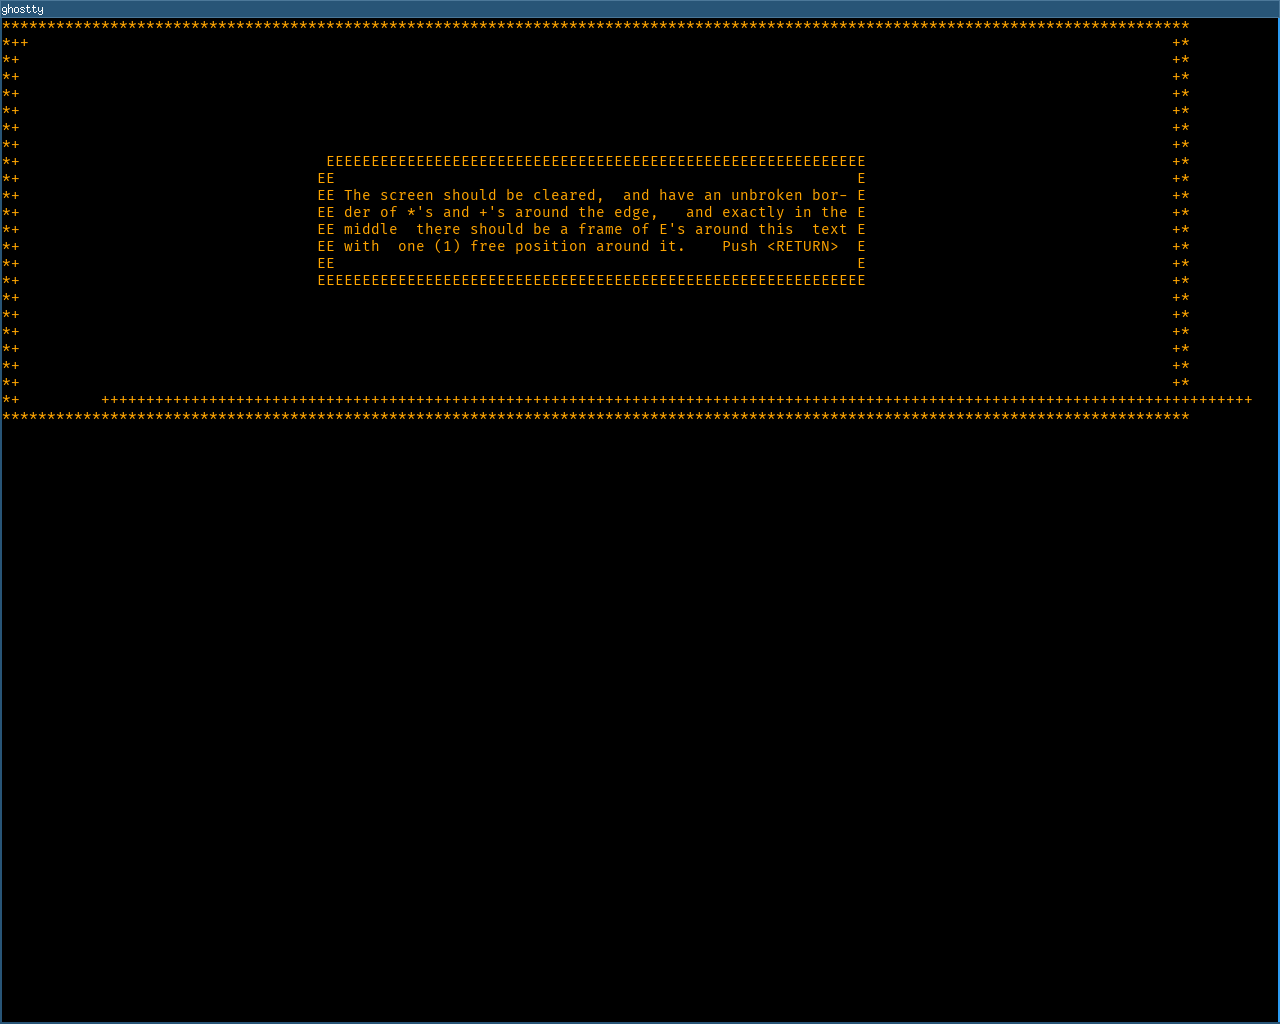 ************************************************************************************************************************************
*++                                                                                                                               +*
*+                                                                                                                                +*
*+                                                                                                                                +*
*+                                                                                                                                +*
*+                                                                                                                                +*
*+                                                                                                                                +*
*+                                                                                                                                +*
*+                                  EEEEEEEEEEEEEEEEEEEEEEEEEEEEEEEEEEEEEEEEEEEEEEEEEEEEEEEEEEEE                                  +*
*+                                 EE                                                          E                                  +*
*+                                 EE The screen should be cleared,  and have an unbroken bor- E                                  +*
*+                                 EE der of *'s and +'s around the edge,   and exactly in the E                                  +*
*+                                 EE middle  there should be a frame of E's around this  text E                                  +*
*+                                 EE with  one (1) free position around it.    Push <RETURN>  E                                  +*
*+                                 EE                                                          E                                  +*
*+                                 EEEEEEEEEEEEEEEEEEEEEEEEEEEEEEEEEEEEEEEEEEEEEEEEEEEEEEEEEEEEE                                  +*
*+                                                                                                                                +*
*+                                                                                                                                +*
*+                                                                                                                                +*
*+                                                                                                                                +*
*+                                                                                                                                +*
*+                                                                                                                                +*
*+         ++++++++++++++++++++++++++++++++++++++++++++++++++++++++++++++++++++++++++++++++++++++++++++++++++++++++++++++++++++++++++++++++
************************************************************************************************************************************
ghostty